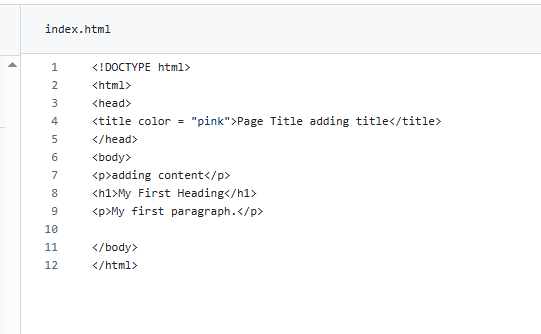 index.html
1 <!DOCTYPE html>
2 <html>
3 <head>
4 <title color = "pink">Page Title adding title</title>
5 </head>
6 <body>
7 <p>adding content</p>
8 <h1>My First Heading</h1>
9 <p>My first paragraph.</p>
10
11 </body>
12 </html>